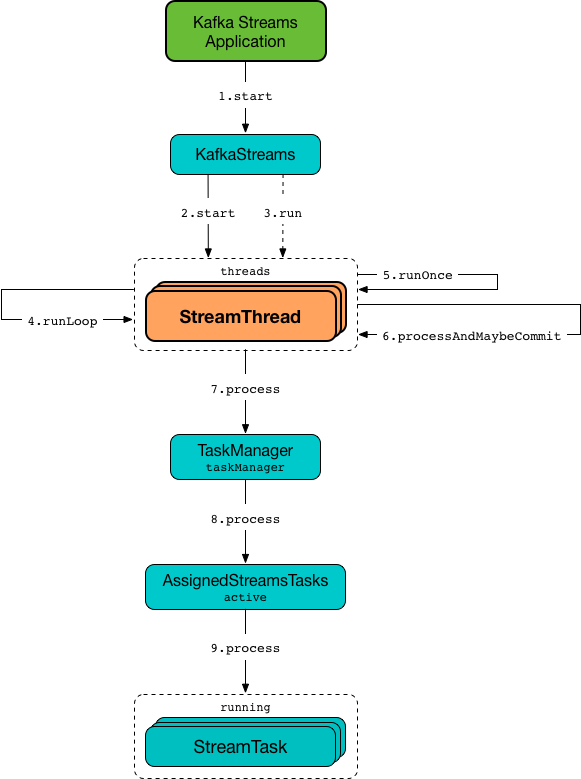 Kafka Streams
Application
1.start
KafkaStreams
2.start
3.run
threads
5.runOnce
StreamThread
4.runLoop
6.processAndMaybeCommit
7.process
TaskManager
taskManager
8.process
AssignedStreamsTasks
active
9.process
running
StreamTask